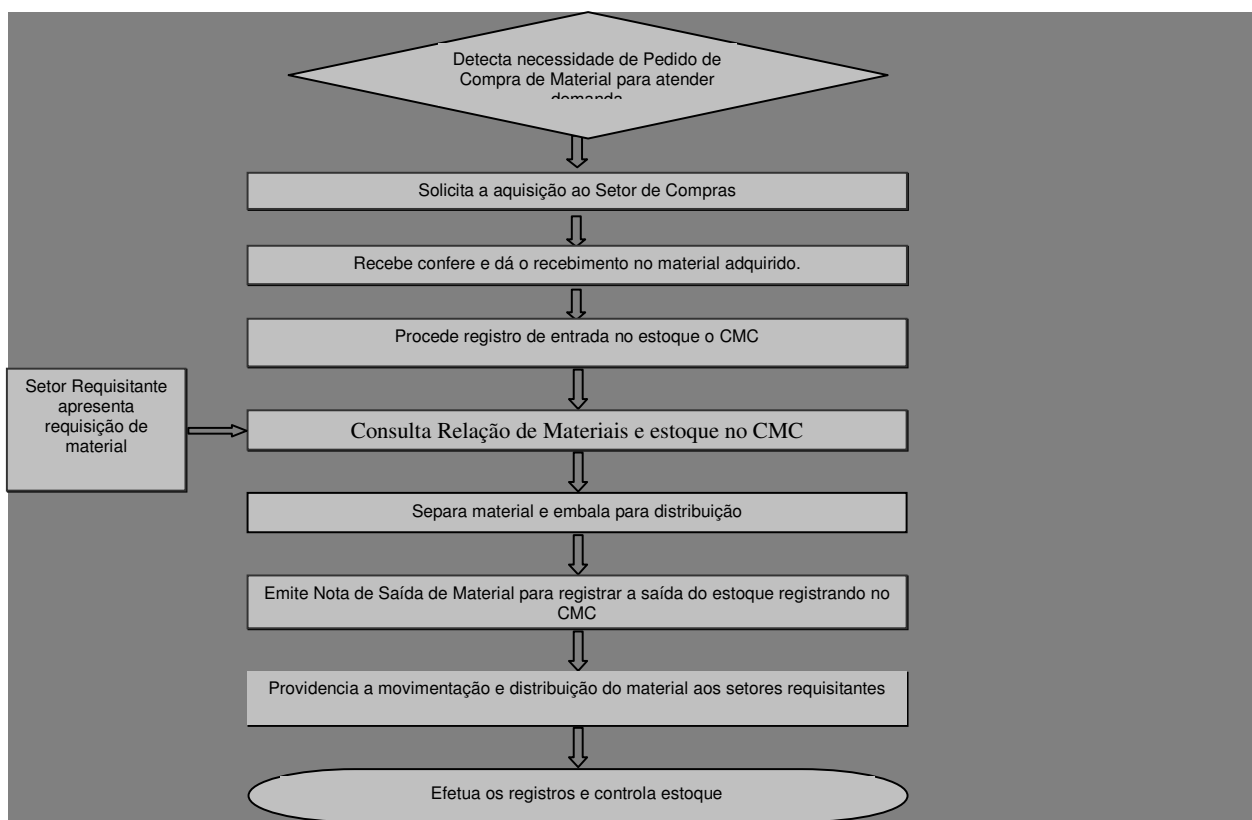 Detecta necessidade de Pedido de
Compra de Material para atender
demanda
Solicita a aquisição ao Setor de Compras
Recebe confere e dá o recebimento no material adquirido.
Procede registro de entrada no estoque o CMC
Setor Requisitante
apresenta
requisição de
material
Consulta Relação de Materiais e estoque no CMC
Separa material e embala para distribuição
Emite Nota de Saída de Material para registrar a saída do estoque registrando no
CMC
Providencia a movimentação e distribuição do material aos setores requisitantes
Efetua os registros e controla estoque